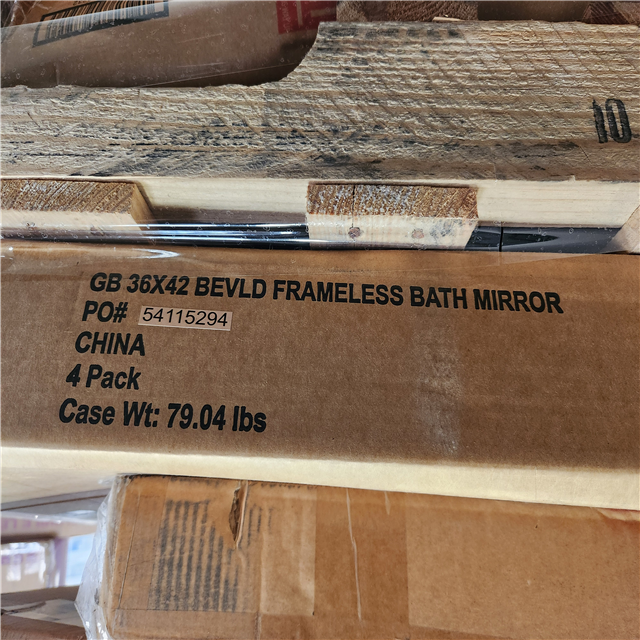 10
GB 36X42 BEVLD FRAMELESS BATH MIRROR
PO# 54115294
CHINA
4 Pack
Case Wt: 79.04 lbs